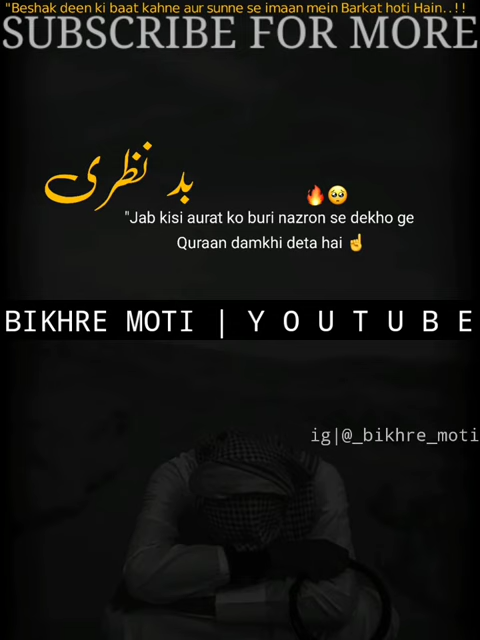 "Beshak deen ki baat kahne aur sunne se imaan mein Barkat hoti Hain..!!
SUBSCRIBE FOR MORE
بد نظری
🔥🥺
"Jab kisi aurat ko buri nazron se dekho ge
Quraan damkhi deta hai ☝️
BIKHRE MOTI | Y O U T U B E
ig|@_bikhre_moti